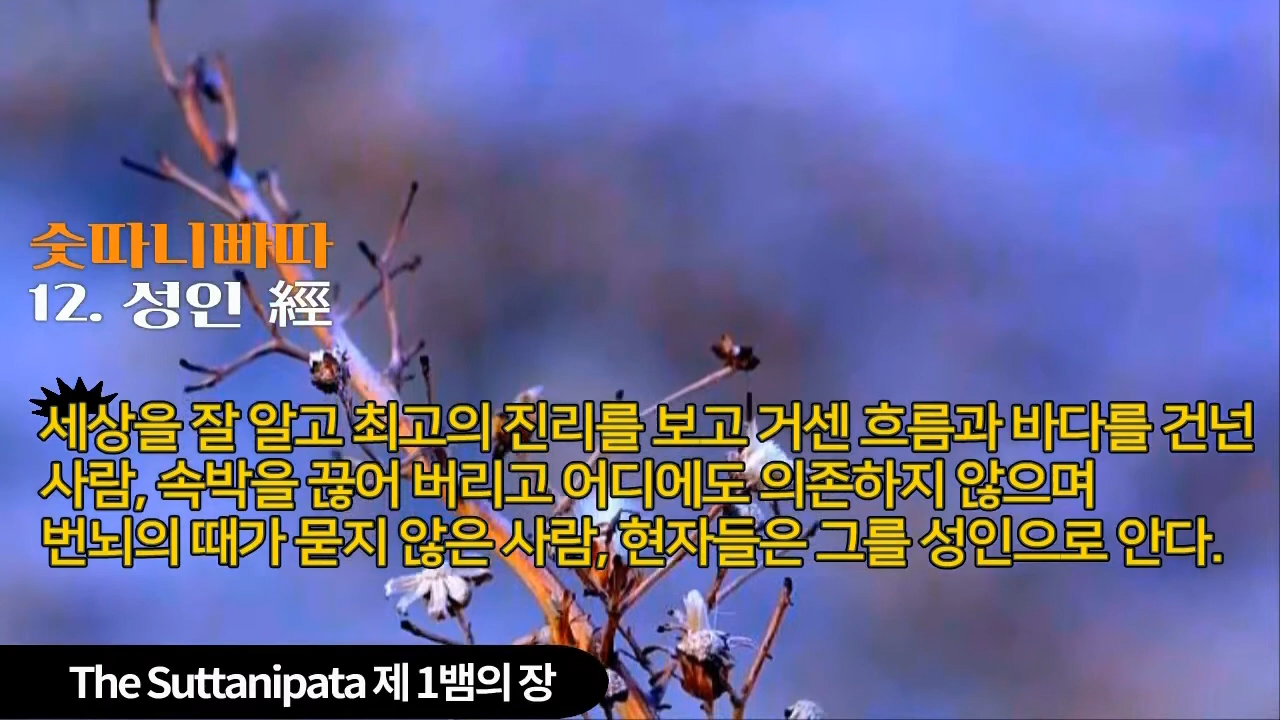 숫따니빠따
12. 성인 經
세상을 잘 알고 최고의 진리를 보고 거센 흐름과 바다를 건넌
사람, 속박을 끊어 버리고 어디에도 의존하지 않으며
번뇌의 때가 묻지 않은 사람, 현자들은 그를 성인으로 안다.
The Suttanipata 제 1뱀의 장